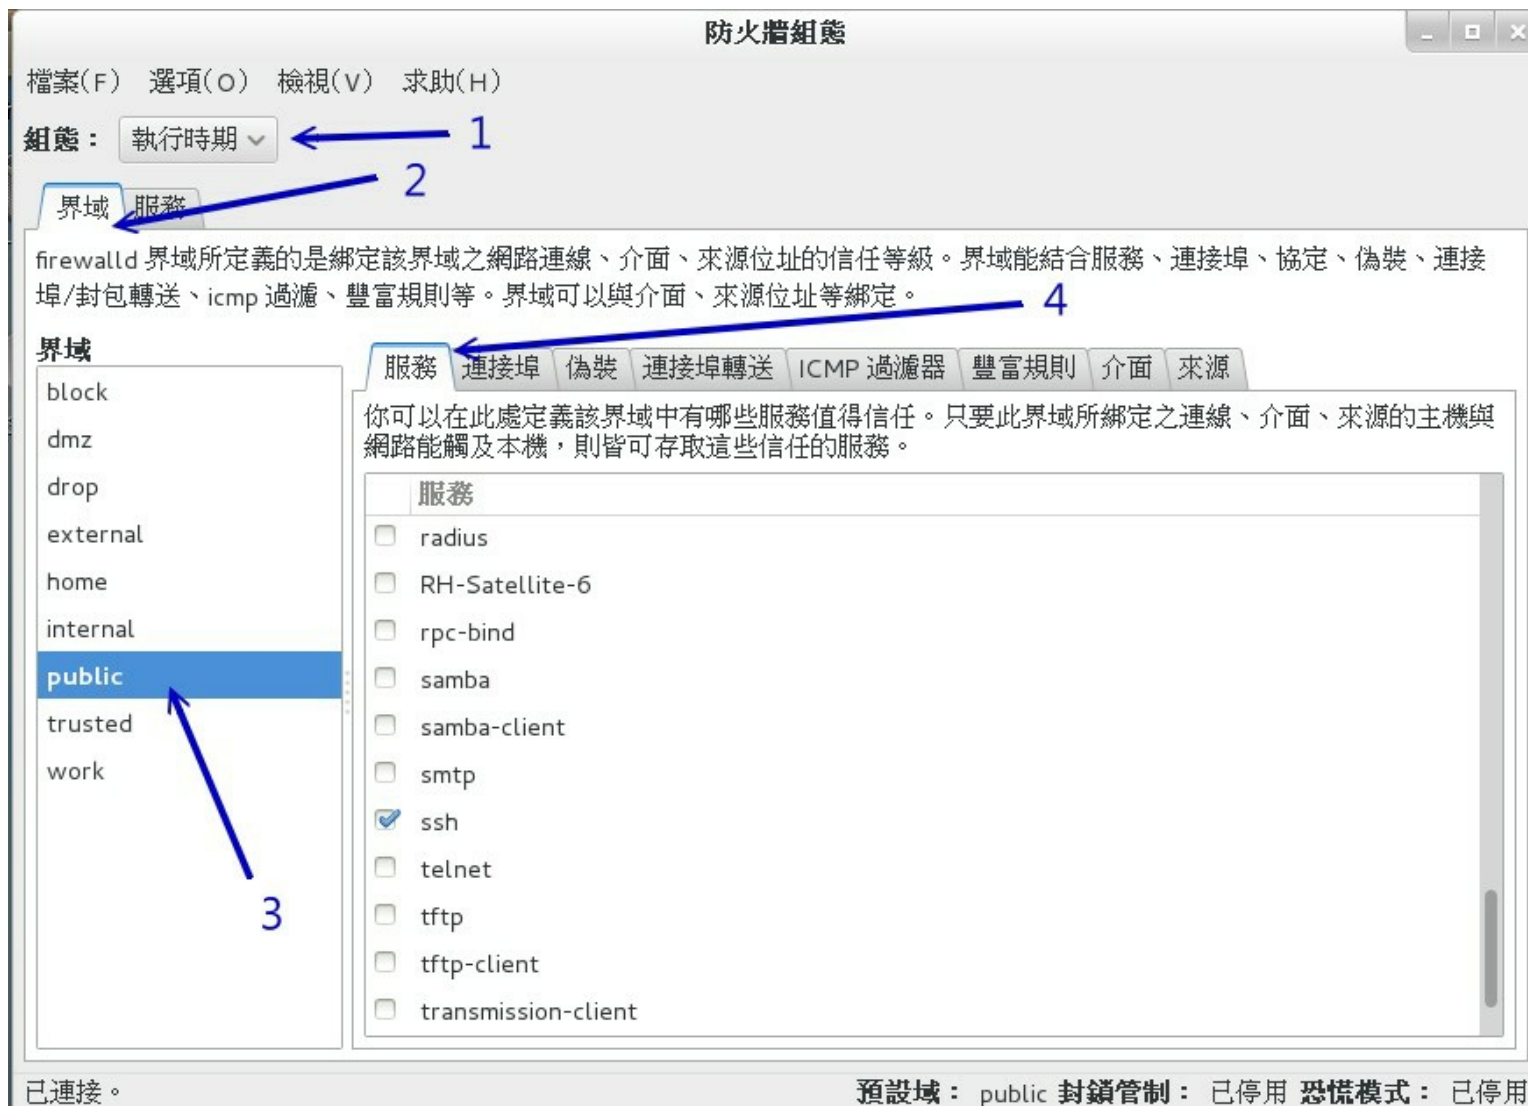 防火牆組態
檔案(F) 選項(O) 檢視(V) 求助(H)
組態： 執行時期 1
2
界域 服務
firewalld 界域所定義的是綁定該界域之網路連線、介面、來源位址的信任等級。界域能結合服務、連接埠、協定、偽裝、連接
埠/封包轉送、icmp 過濾、豐富規則等。界域可以與介面、來源位址等綁定。
4
界域
服務 連接埠 偽裝 連接埠轉送 ICMP 過濾器 豐富規則 介面 來源
block
dmz
drop
external
home
internal
public
trusted
work
3
你可以在此處定義該界域中有哪些服務值得信任。只要此界域所綁定之連線、介面、來源的主機與
網路能觸及本機，則皆可存取這些信任的服務。
服務
radius
RH-Satellite-6
rpc-bind
samba
samba-client
smtp
ssh
telnet
tftp
tftp-client
transmission-client
已連接。 預設域： public 封鎖管制： 已停用 恐慌模式： 已停用